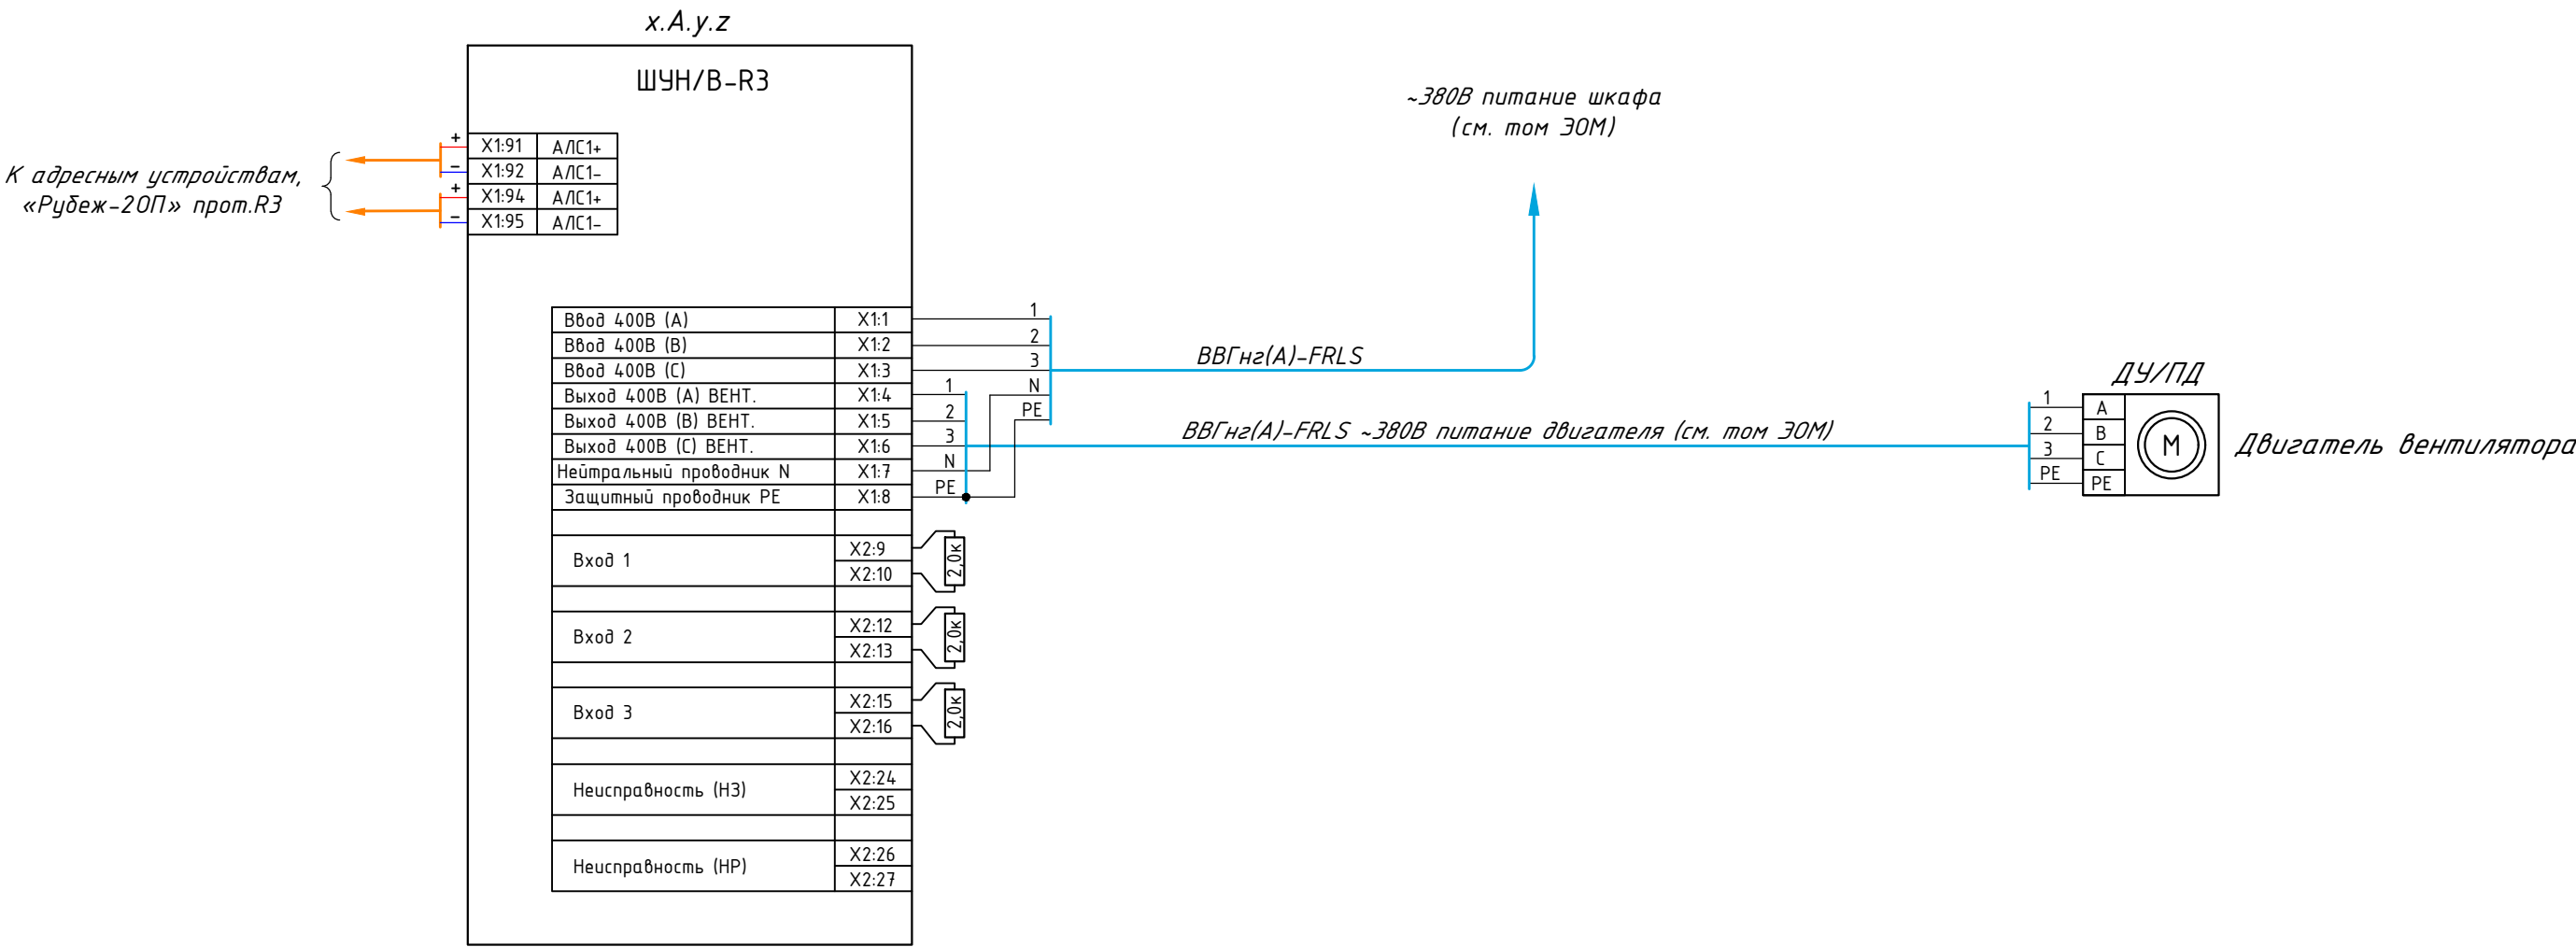 x.A.y.z
ШУН/В-R3
К адресным устройствам,
«Рубеж-2ОП» прот.R3
+ X1:91 АЛС1+
- X1:92 АЛС1-
+ X1:94 АЛС1+
- X1:95 АЛС1-
~380В питание шкафа
(см. том ЭОМ)
Ввод 400В (А) X1:1 1
Ввод 400В (В) X1:2 2
Ввод 400В (С) X1:3 3
ВВГнг(А)-FRLS
Выход 400В (А) ВЕНТ. X1:4 1 N
Выход 400В (В) ВЕНТ. X1:5 2 PE
Выход 400В (С) ВЕНТ. X1:6 3
ВВГнг(А)-FRLS ~380В питание двигателя (см. том ЭОМ)
Нейтральный проводник N X1:7 N
Защитный проводник РЕ X1:8 PE
ДУ/ПД
1 A
2 B
3 C
PE PE
M
Двигатель вентилятора
Вход 1
X2:9
X2:10
2,0к
Вход 2
X2:12
X2:13
2,0к
Вход 3
X2:15
X2:16
2,0к
Неисправность (НЗ)
X2:24
X2:25
Неисправность (НР)
X2:26
X2:27